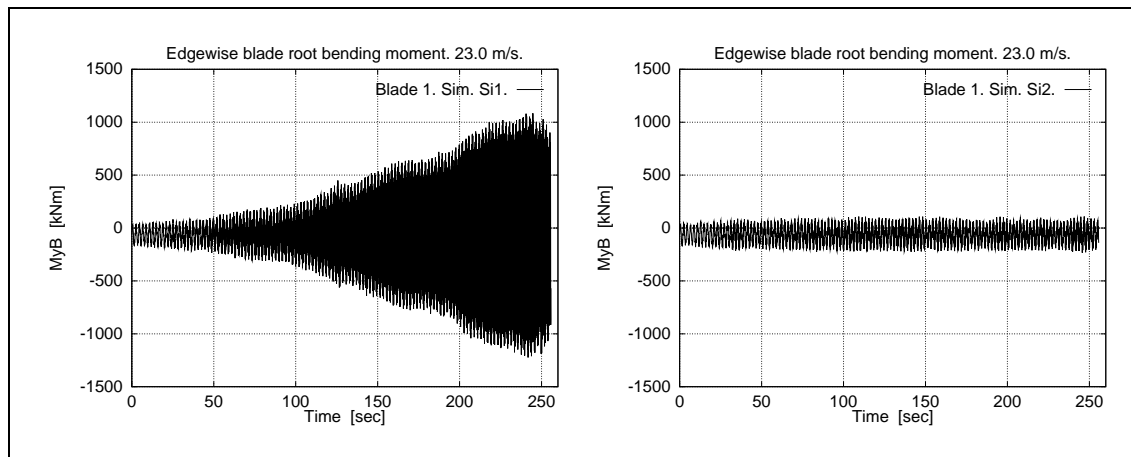 Edgewise blade root bending moment. 23.0 m/s.
Blade 1. Sim. Si1.
MyB [kNm]
1500
1000
500
0
-500
-1000
-1500
0 50 100 150 200 250
Time [sec]
Edgewise blade root bending moment. 23.0 m/s.
Blade 1. Sim. Si2.
MyB [kNm]
1500
1000
500
0
-500
-1000
-1500
0 50 100 150 200 250
Time [sec]